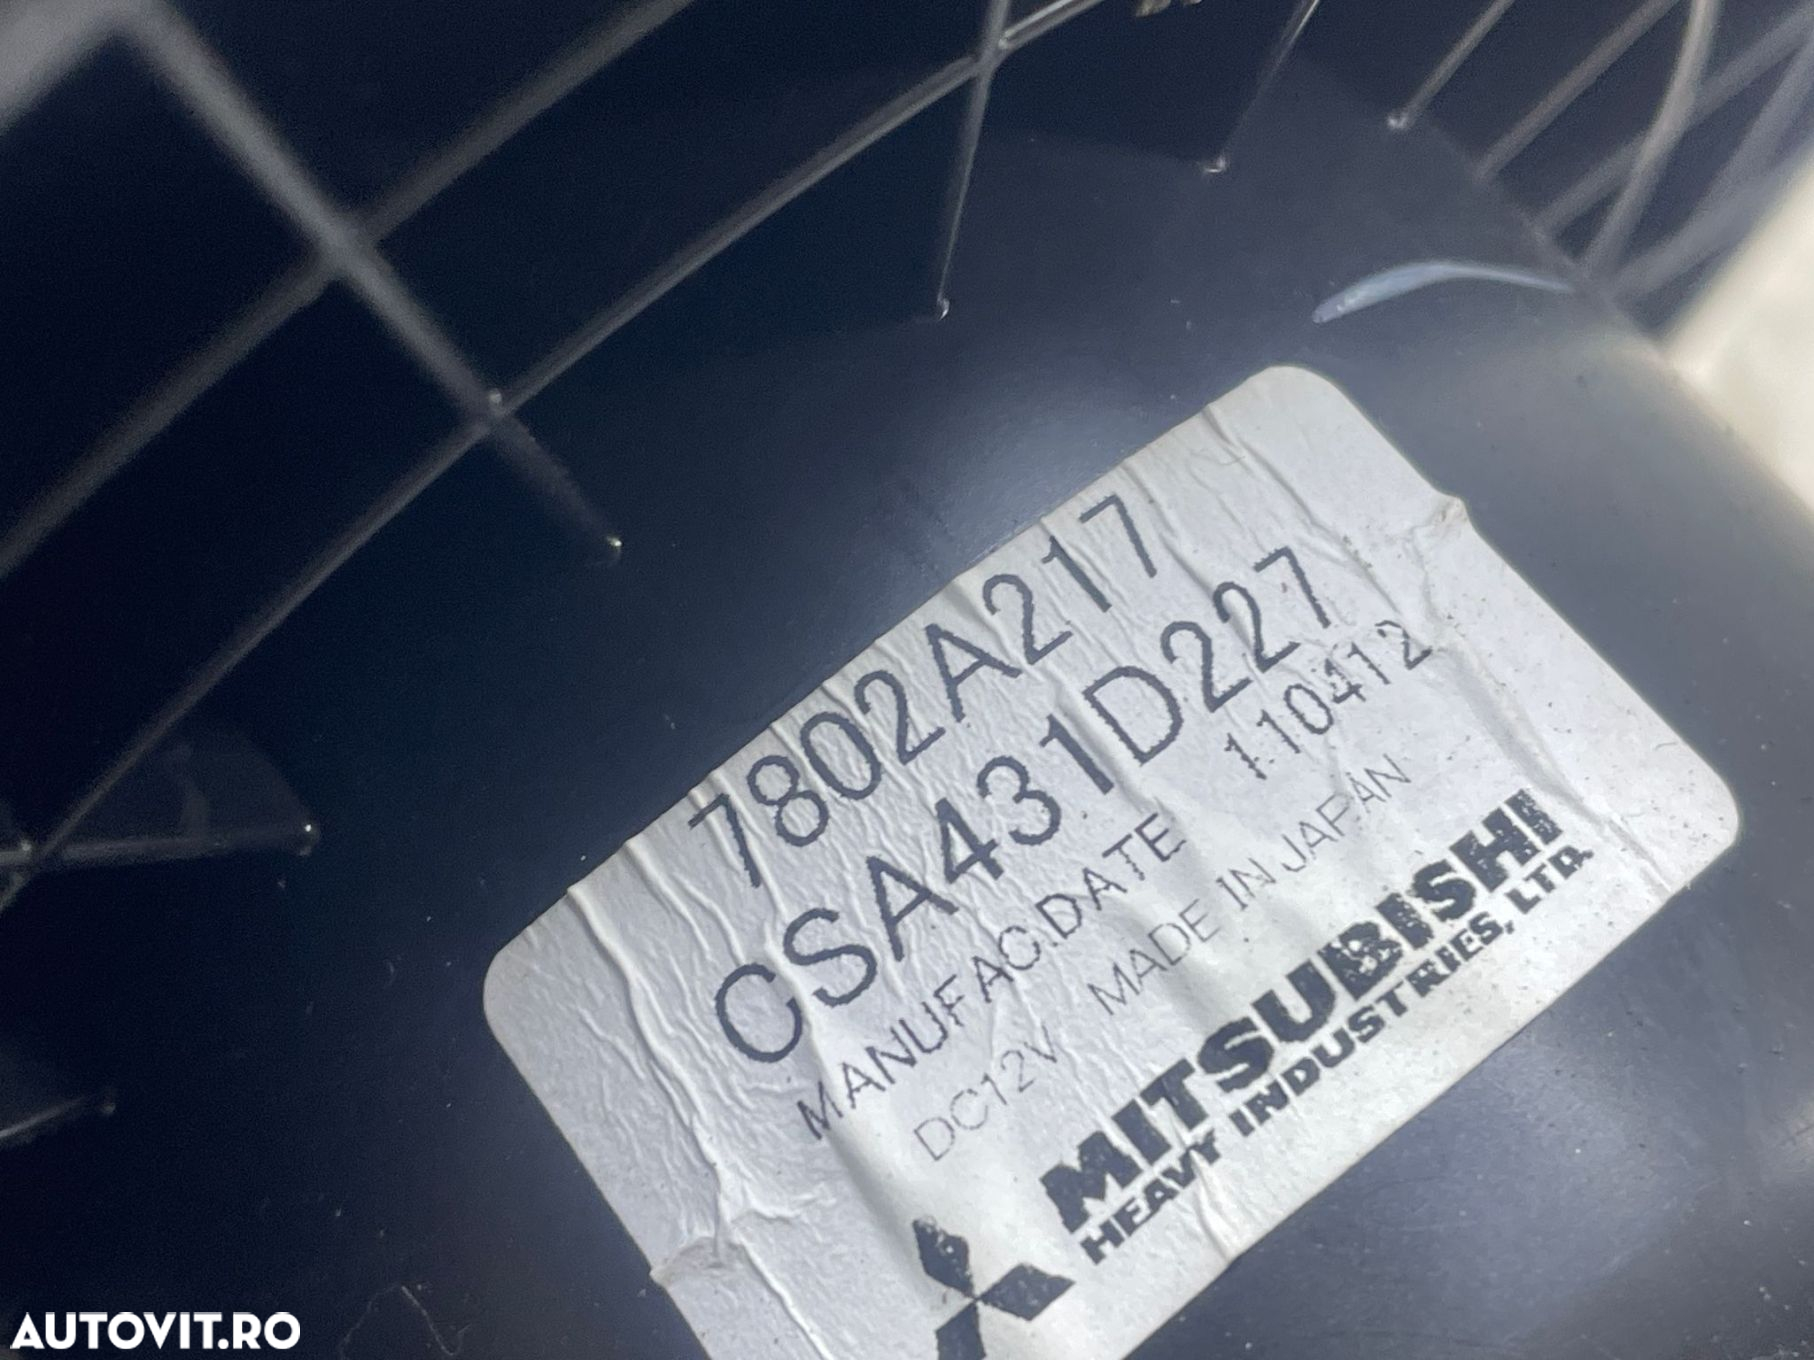 7802A217
CSA431D227
MANUFAC.DATE 110412
DC12V MADE IN JAPAN
MITSUBISHI
HEAVY INDUSTRIES, LTD.
AUTOVIT.RO